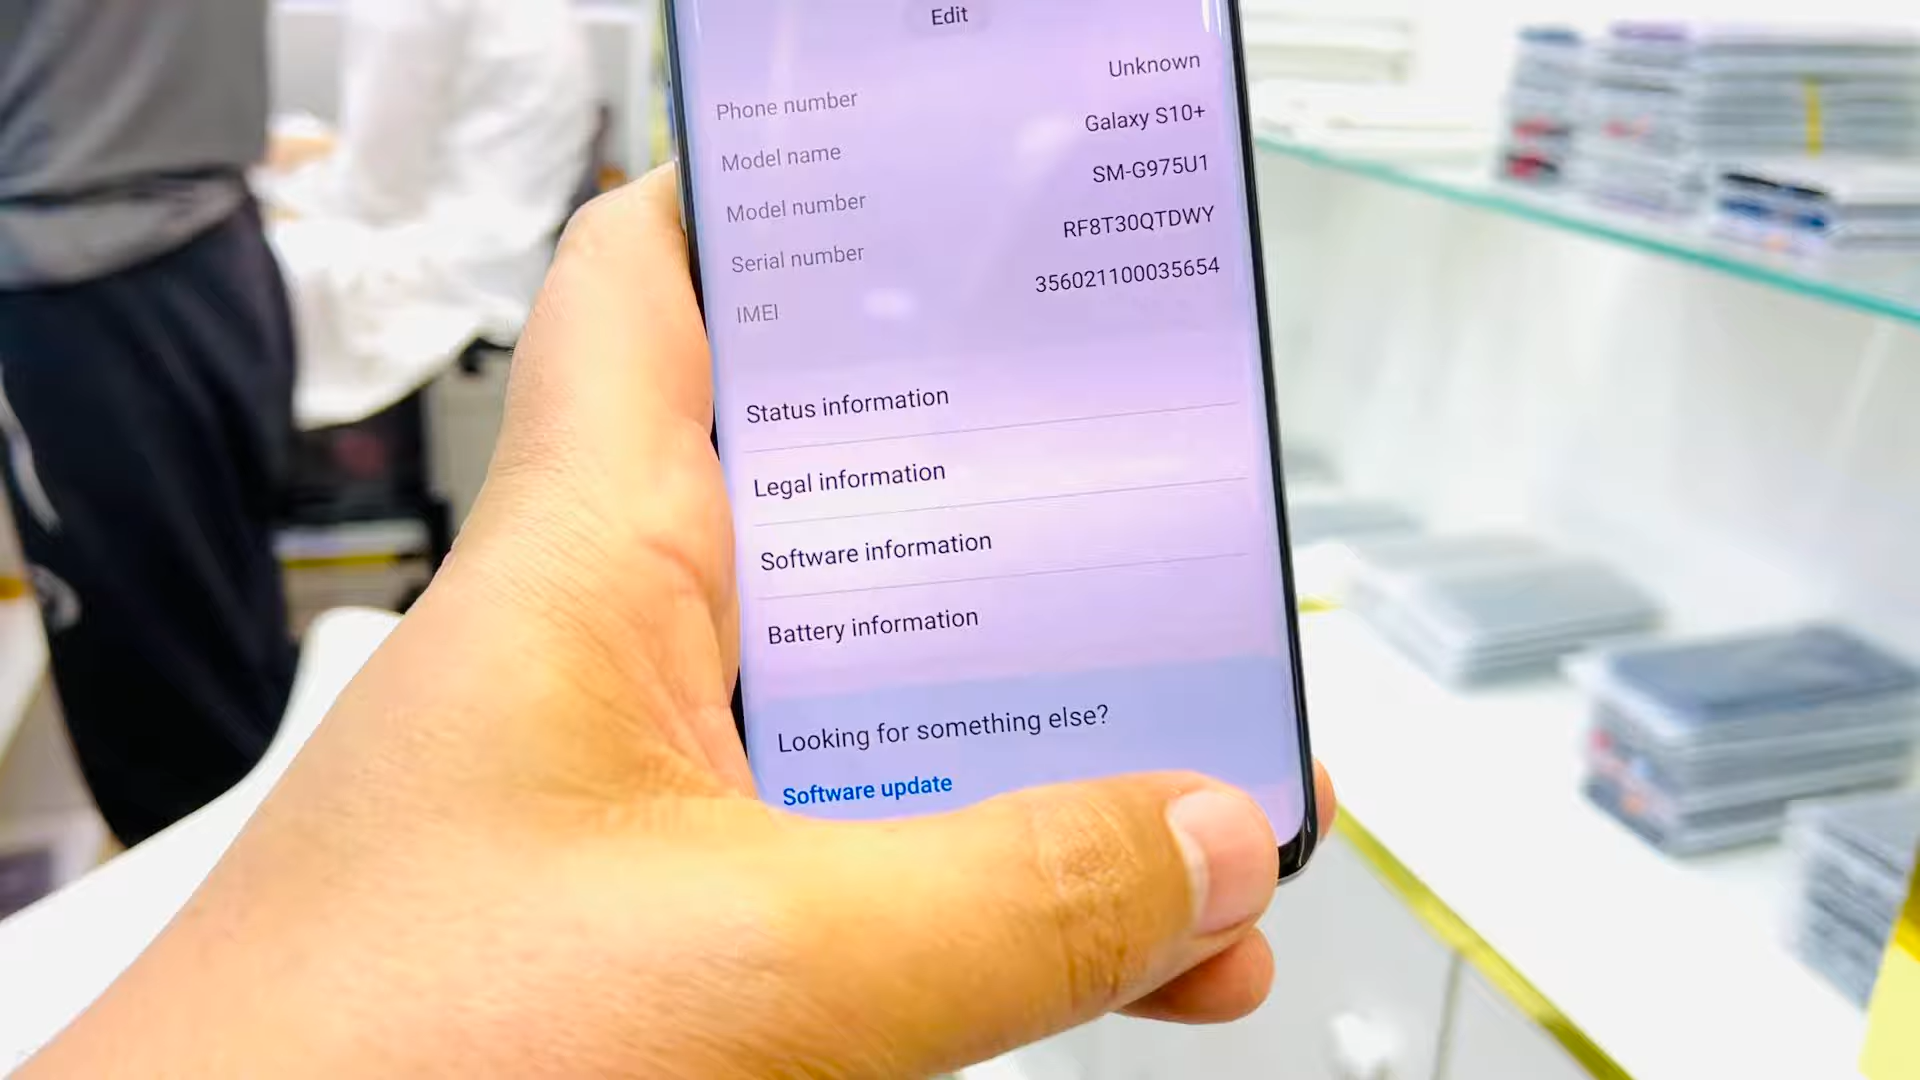 Edit
Phone number Unknown
Model name Galaxy S10+
Model number SM-G975U1
Serial number RF8T30QTDWY
IMEI 356021100035654
Status information
Legal information
Software information
Battery information
Looking for something else?
Software update